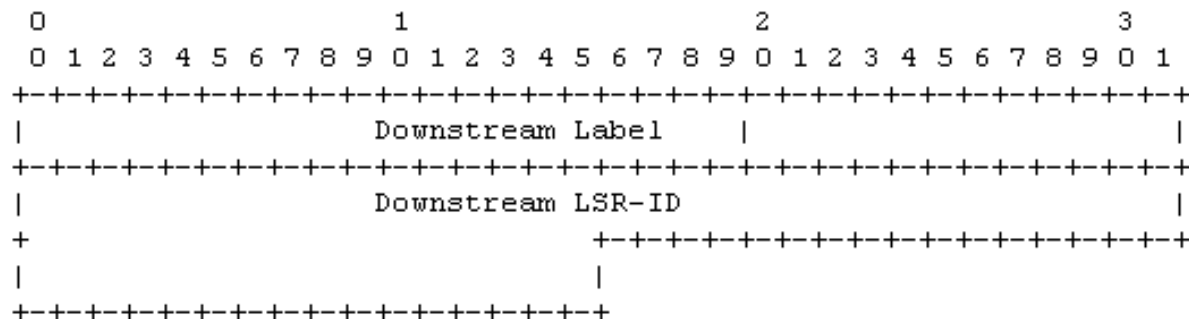 0                   1                   2                   3
 0 1 2 3 4 5 6 7 8 9 0 1 2 3 4 5 6 7 8 9 0 1 2 3 4 5 6 7 8 9 0 1
+-+-+-+-+-+-+-+-+-+-+-+-+-+-+-+-+-+-+-+-+-+-+-+-+-+-+-+-+-+-+-+-+
|                   Downstream Label    |                       |
+-+-+-+-+-+-+-+-+-+-+-+-+-+-+-+-+-+-+-+-+-+-+-+-+-+-+-+-+-+-+-+-+
|                   Downstream LSR-ID                           |
+                               +-+-+-+-+-+-+-+-+-+-+-+-+-+-+-+-+
|                               |
+-+-+-+-+-+-+-+-+-+-+-+-+-+-+-+-+